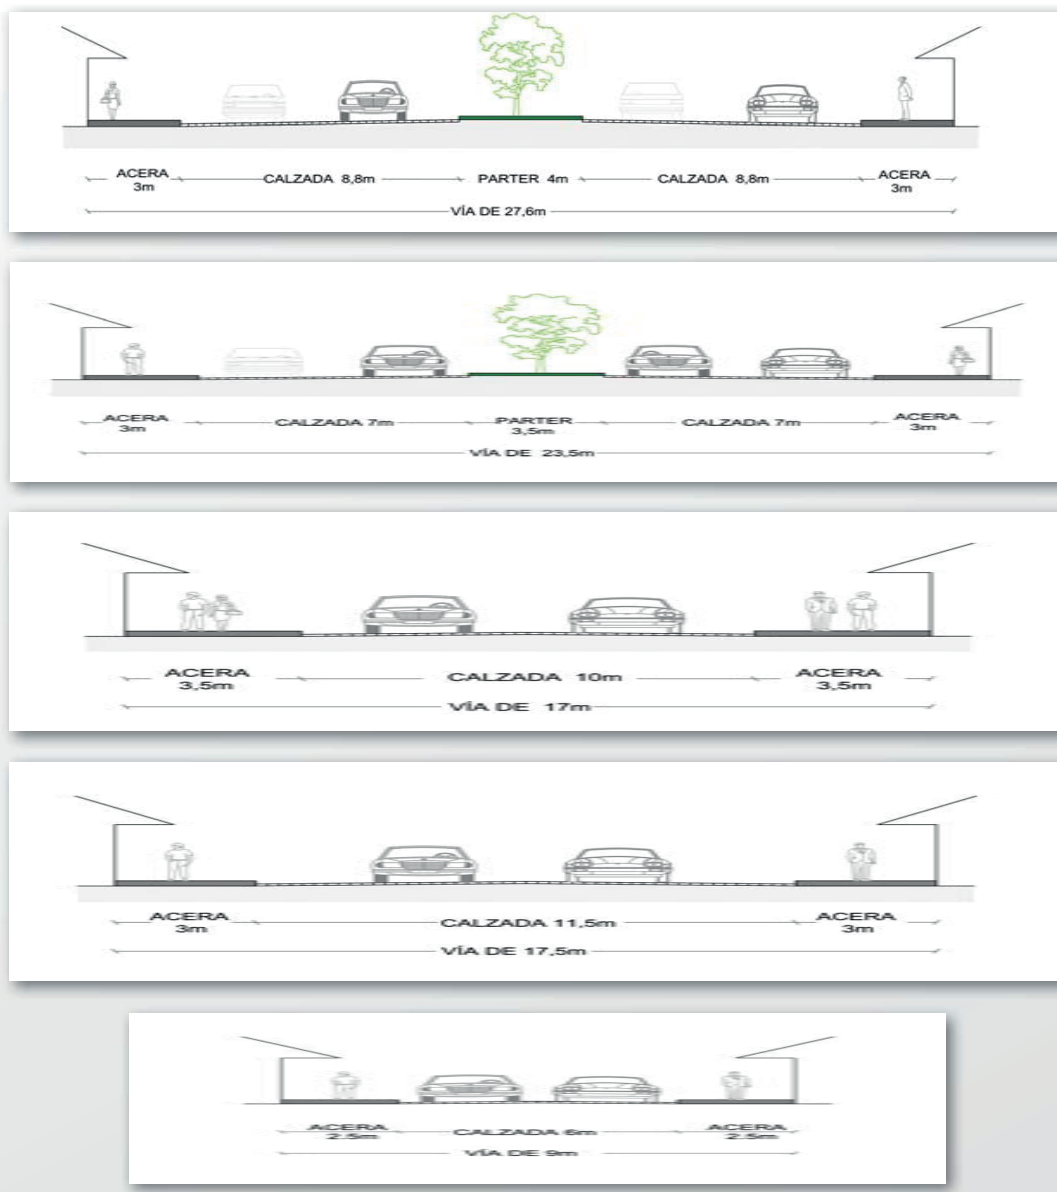 ACERA
3m
CALZADA 8,8m
PARTER 4m
CALZADA 8,8m
ACERA
3m
VÍA DE 27,6m
ACERA
3m
CALZADA 7m
PARTER
3,5m
CALZADA 7m
ACERA
3m
VÍA DE 23,5m
ACERA
3,5m
CALZADA 10m
ACERA
3,5m
VÍA DE 17m
ACERA
3m
CALZADA 11,5m
ACERA
3m
VÍA DE 17,5m
ACERA
2.5m
CALZADA 6m
ACERA
2.5m
VÍA DE 9m